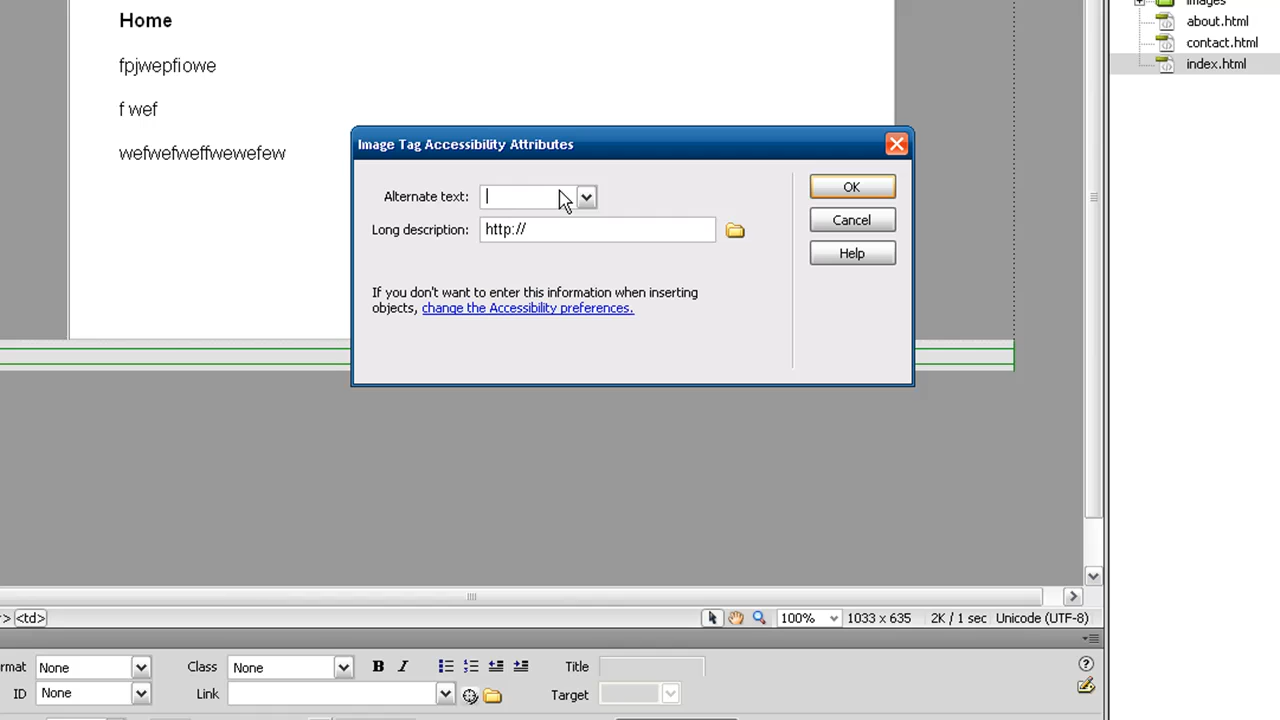 Home
fpjwepfiowe
f wef
wefwefweffwewefew
images
about.html
contact.html
index.html
Image Tag Accessibility Attributes
Alternate text:
Long description: http://
OK
Cancel
Help
If you don't want to enter this information when inserting
objects, change the Accessibility preferences.
> <td> 100% 1033 x 635 2K / 1 sec Unicode (UTF-8)
rmat None Class None B I Title
ID None Link Target